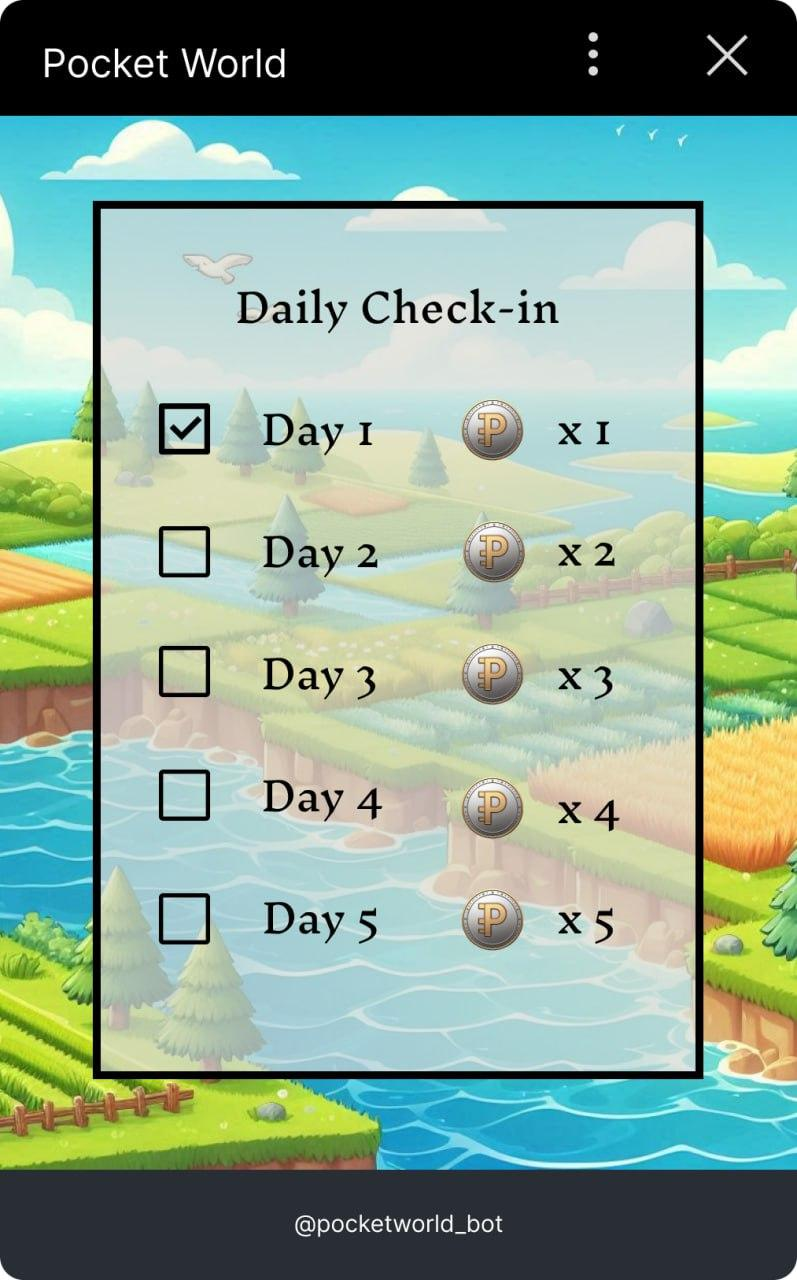 Pocket World
Daily Check-in
Day 1 x 1
Day 2 x 2
Day 3 x 3
Day 4 x 4
Day 5 x 5
@pocketworld_bot